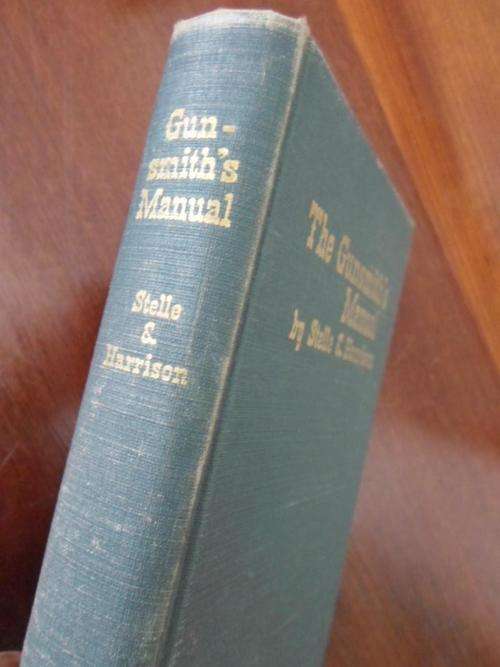 Gun-
smith's
Manual
Stelle
&
Harrison
The Gunsmith's
Manual
by Stelle & Harrison